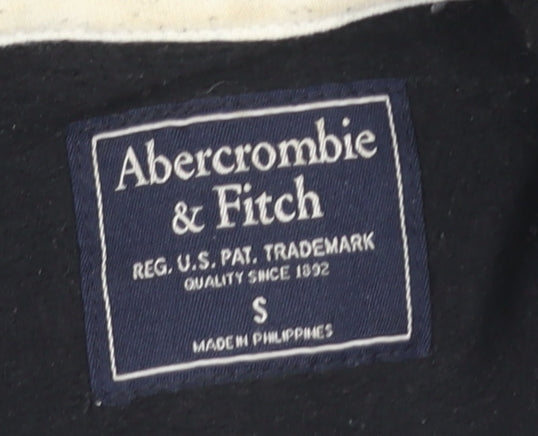 Abercrombie
& Fitch
REG. U.S. PAT. TRADEMARK
QUALITY SINCE 1892
S
MADE IN PHILIPPINES